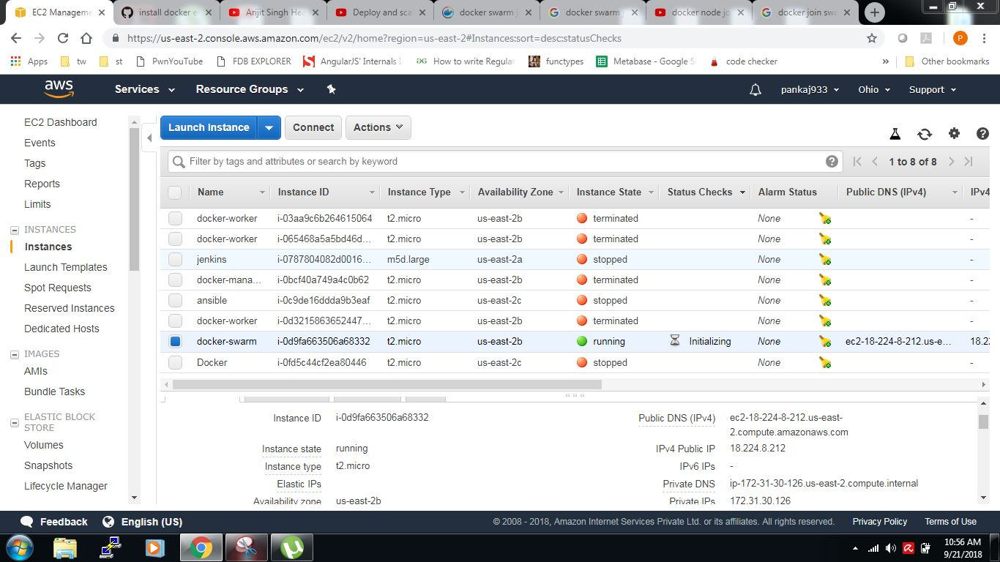 EC2 Manageme
install docker e
Arijit Singh Hea
Deploy and sca
docker swarm j
docker swarm j
docker node jo
docker join swa
https://us-east-2.console.aws.amazon.com/ec2/v2/home?region=us-east-2#Instances:sort=desc:statusChecks
P
Apps tw st PwnYouTube FDB EXPLORER AngularJS' Internals I How to write Regular functypes Metabase - Google S code checker » Other bookmarks
aws Services Resource Groups pankaj933 Ohio Support
EC2 Dashboard
Events
Tags
Reports
Limits
INSTANCES
Instances
Launch Templates
Spot Requests
Reserved Instances
Dedicated Hosts
IMAGES
AMIs
Bundle Tasks
ELASTIC BLOCK
STORE
Volumes
Snapshots
Lifecycle Manager
Launch Instance Connect Actions
Filter by tags and attributes or search by keyword 1 to 8 of 8
Name Instance ID Instance Type Availability Zone Instance State Status Checks Alarm Status Public DNS (IPv4) IPv4
docker-worker i-03aa9c6b264615064 t2.micro us-east-2b terminated None -
docker-worker i-06546ea5a5bd46d... t2.micro us-east-2b terminated None -
jenkins i-0787804082d0016... m5d.large us-east-2a stopped None -
docker-mana... i-0bcf40a749a4c0b62 t2.micro us-east-2b terminated None -
ansible i-0c9de16ddda9b3eaf t2.micro us-east-2c stopped None -
docker-worker i-0d3215863652447... t2.micro us-east-2b terminated None -
docker-swarm i-0d9fa663506a68332 t2.micro us-east-2b running Initializing None ec2-18-224-8-212.us-e... 18.22
Docker i-0fd5c44cf2ea80446 t2.micro us-east-2c stopped None -
Instance ID i-0d9fa663506a68332
Instance state running
Instance type t2.micro
Elastic IPs
Availability zone us-east-2b
Public DNS (IPv4) ec2-18-224-8-212.us-east-
2.compute.amazonaws.com
IPv4 Public IP 18.224.8.212
IPv6 IPs -
Private DNS ip-172-31-30-126.us-east-2.compute.internal
Private IPs 172.31.30.126
Feedback English (US) © 2008 - 2018, Amazon Internet Services Private Ltd. or its affiliates. All rights reserved. Privacy Policy Terms of Use
10:56 AM
9/21/2018